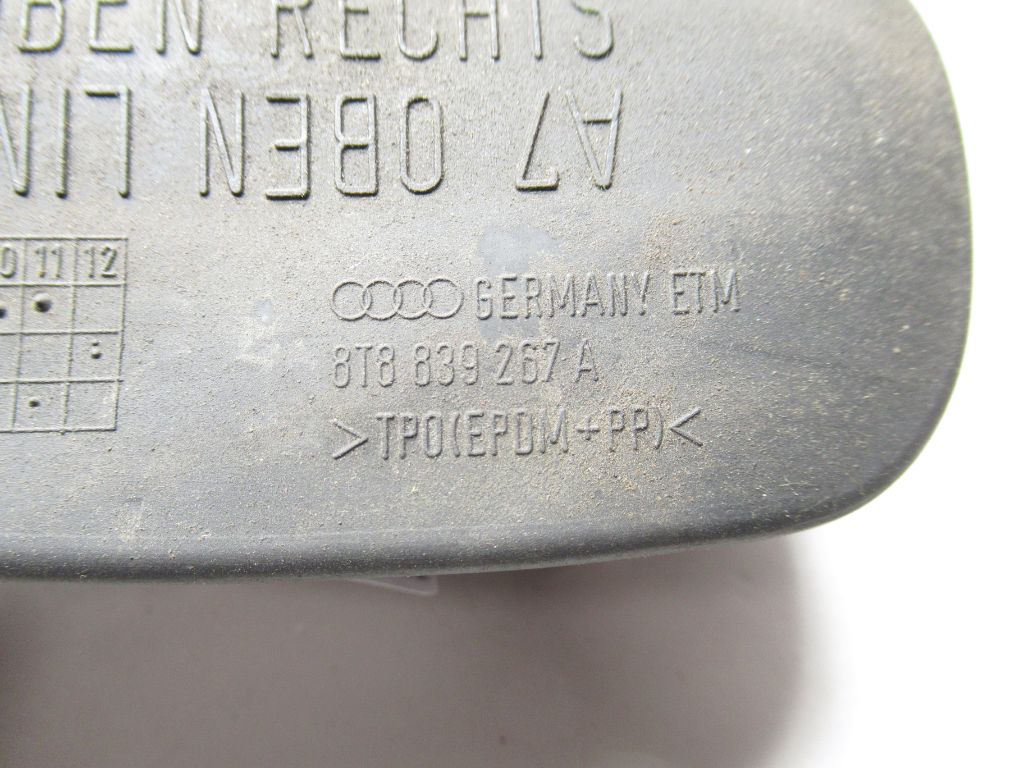 BEN RECHTS
A7 OBEN LIN
0 11 12
GERMANY ETM
8T8 839 267 A
>TPO(EPDM+PP)<